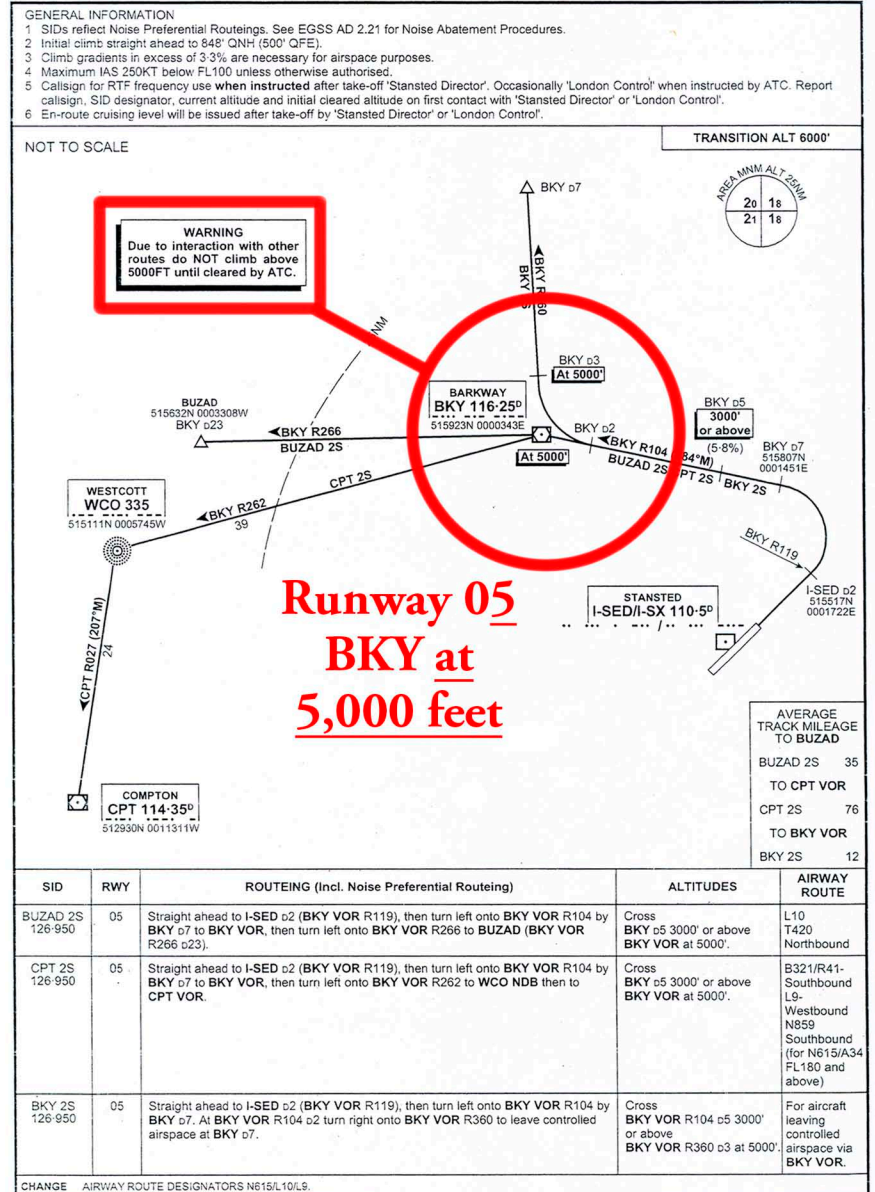 GENERAL INFORMATION
1 SIDs reflect Noise Preferential Routeings. See EGSS AD 2.21 for Noise Abatement Procedures.
2 Initial climb straight ahead to 848' QNH (500' QFE).
3 Climb gradients in excess of 3·3% are necessary for airspace purposes.
4 Maximum IAS 250KT below FL100 unless otherwise authorised.
5 Callsign for RTF frequency use when instructed after take-off 'Stansted Director'. Occasionally 'London Control' when instructed by ATC. Report
callsign, SID designator, current altitude and initial cleared altitude on first contact with 'Stansted Director' or 'London Control'.
6 En-route cruising level will be issued after take-off by 'Stansted Director' or 'London Control'.
NOT TO SCALE
TRANSITION ALT 6000'
AREA MNM ALT 25NM
20 18
21 18
BKY D7
WARNING
Due to interaction with other
routes do NOT climb above
5000FT until cleared by ATC.
BKY
BKY D3
At 5000'
BUZAD
515632N 0003308W
BKY D23
BARKWAY
BKY 116·25D
515923N 0000343E
BKY D2
BKY D5
3000'
or above
(5·8%)
BKY D7
515807N
0001451E
BKY R266
BUZAD 2S
At 5000'
BKY R104
BUZAD 2S
BKY 2S
CPT 2S
WESTCOTT
WCO 335
515111N 0005745W
BKY R262
39
BKY R119
I-SED D2
515517N
0001722E
STANSTED
I-SED/I-SX 110·5D
Runway 05
BKY at
5,000 feet
CPT R027 (207°M)
24
COMPTON
CPT 114·35D
512930N 0011311W
AVERAGE
TRACK MILEAGE
TO BUZAD
BUZAD 2S 35
TO CPT VOR
CPT 2S 76
TO BKY VOR
BKY 2S 12
SID RWY ROUTEING (incl. Noise Preferential Routeing) ALTITUDES AIRWAY
ROUTE
BUZAD 2S 05 Straight ahead to I-SED D2 (BKY VOR R119), then turn left onto BKY VOR R104 by Cross L10
126·950 BKY D7 to BKY VOR, then turn left onto BKY VOR R266 to BUZAD (BKY VOR BKY D5 3000' or above T420
R266 D23). BKY VOR at 5000'. Northbound
CPT 2S 05 Straight ahead to I-SED D2 (BKY VOR R119), then turn left onto BKY VOR R104 by Cross B321/R41-
126·950 BKY D7 to BKY VOR, then turn left onto BKY VOR R262 to WCO NDB then to BKY D5 3000' or above Southbound
CPT VOR. BKY VOR at 5000'. L9-
Westbound
N859
Southbound
(for N615/A34
FL180 and
above)
BKY 2S 05 Straight ahead to I-SED D2 (BKY VOR R119), then turn left onto BKY VOR R104 by Cross For aircraft
126·950 BKY D7. At BKY VOR R104 D2 turn right onto BKY VOR R360 to leave controlled BKY VOR R104 D5 3000' leaving
airspace at BKY D7. or above controlled
BKY VOR R360 D3 at 5000'. airspace via
BKY VOR.
CHANGE AIRWAY ROUTE DESIGNATORS N615/L10/L9.